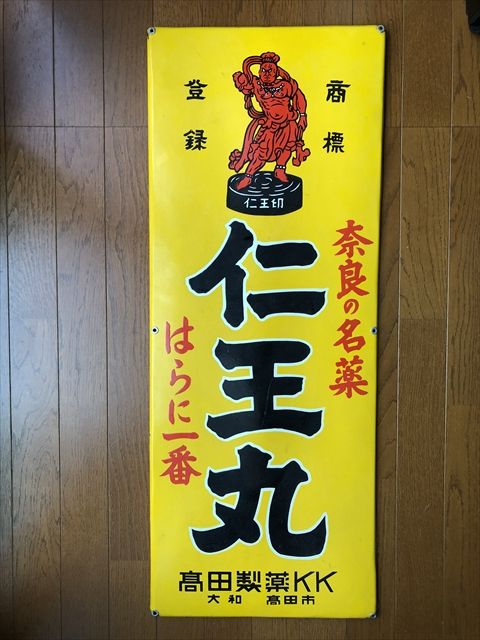 商標
登録
仁王印
奈良の名薬
仁王丸
はらに一番
髙田製薬KK
大和 高田市